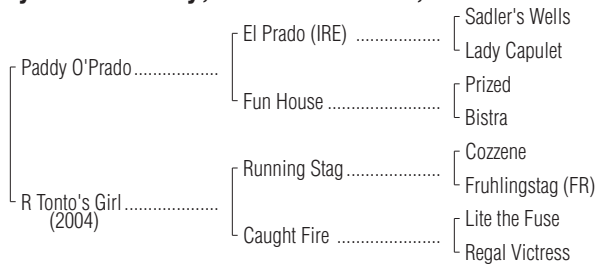 Sadler's Wells
El Prado (IRE) ..................
Lady Capulet
Paddy O'Prado..................
Prized
Fun House ........................
Bistra
Cozzene
Running Stag....................
Fruhlingstag (FR)
R Tonto's Girl....................
(2004)
Lite the Fuse
Caught Fire ......................
Regal Victress